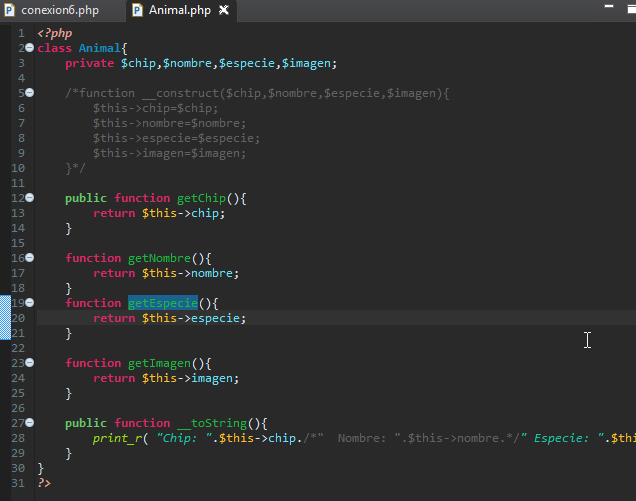 conexion6.php Animal.php
1 <?php
2 class Animal{
3 private $chip,$nombre,$especie,$imagen;
4
5 /*function __construct($chip,$nombre,$especie,$imagen){
6 $this->chip=$chip;
7 $this->nombre=$nombre;
8 $this->especie=$especie;
9 $this->imagen=$imagen;
10 }*/
11
12 public function getChip(){
13 return $this->chip;
14 }
15
16 function getNombre(){
17 return $this->nombre;
18 }
19 function getEspecie(){
20 return $this->especie;
21 }
22
23 function getImagen(){
24 return $this->imagen;
25 }
26
27 public function __toString(){
28 print_r( "Chip: ".$this->chip./*" Nombre: ".$this->nombre.*/" Especie: ".$thi
29 }
30 }
31 ?>